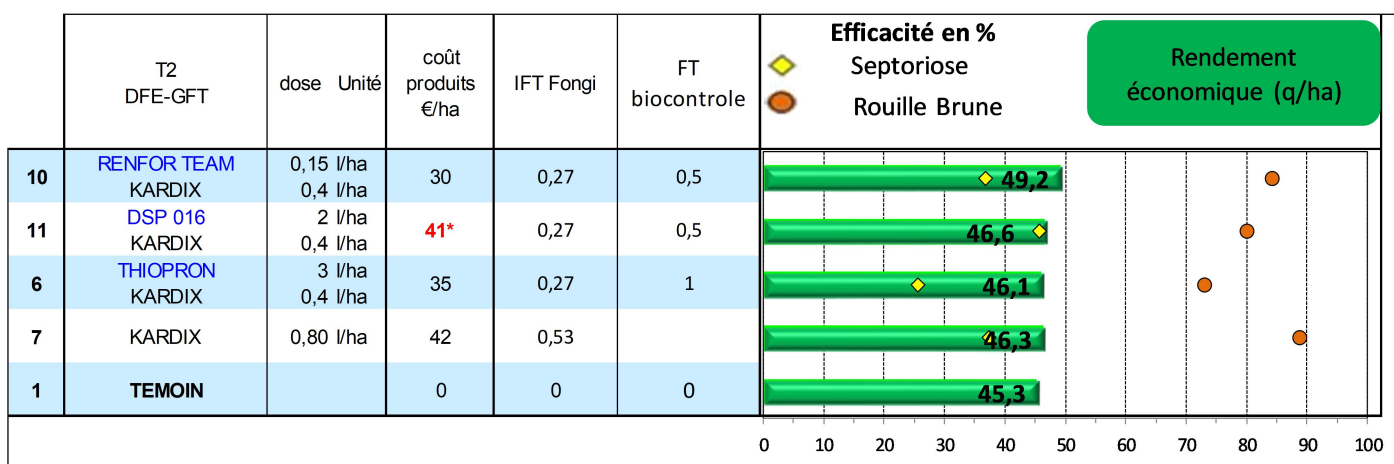 T2
DFE-GFT
dose Unité
coût
produits
€/ha
IFT Fongi
FT
biocontrole
Efficacité en %
Septoriose
Rouille Brune
Rendement
économique (q/ha)
10 RENFOR TEAM 0,15 l/ha 30 0,27 0,5 49,2
KARDIX 0,4 l/ha
11 DSP 016 2 l/ha 41* 0,27 0,5 46,6
KARDIX 0,4 l/ha
6 THIOPRON 3 l/ha 35 0,27 1 46,1
KARDIX 0,4 l/ha
7 KARDIX 0,80 l/ha 42 0,53 46,3
1 TEMOIN 0 0 0 45,3
0 10 20 30 40 50 60 70 80 90 100